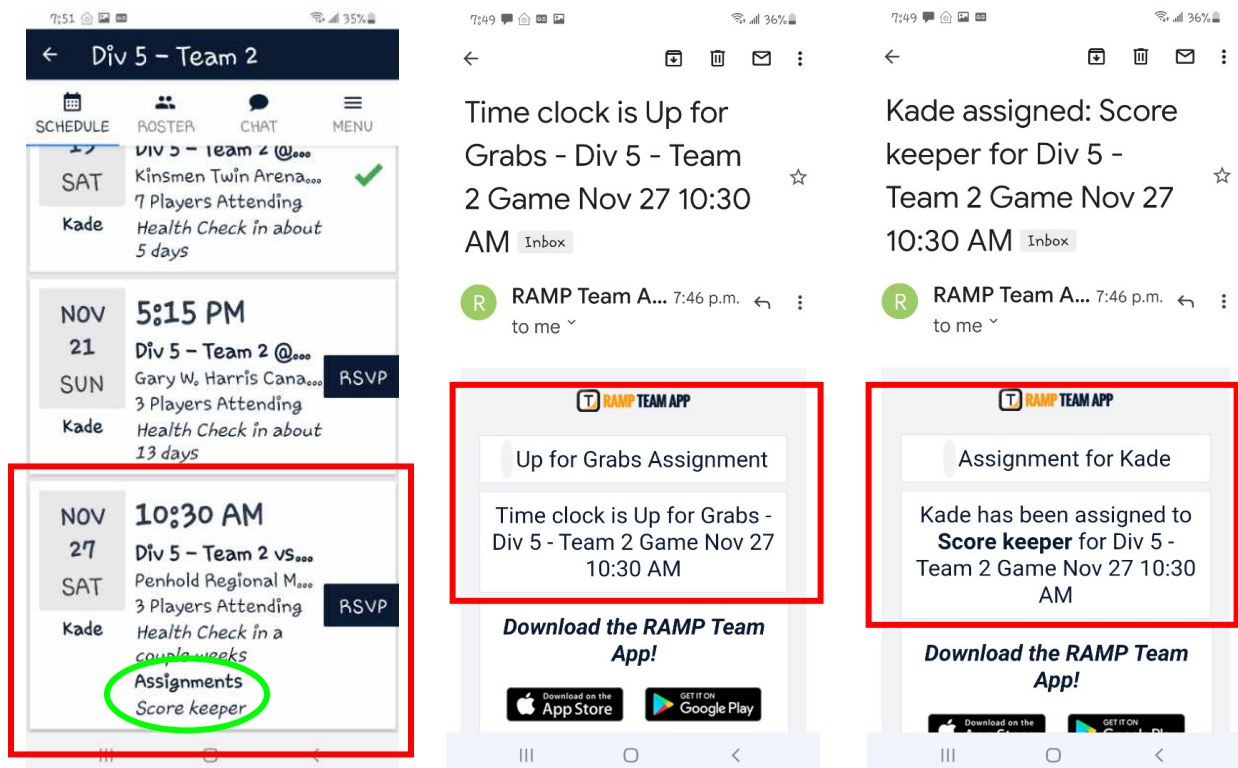 7:51
35%
Div 5 - Team 2
SCHEDULE ROSTER CHAT MENU
SAT
Div 5 - Team 2 @...
Kinsmen Twin Arena...
7 Players Attending
Kade
Health Check in about
5 days
NOV
21
SUN
Kade
5:15 PM
Div 5 - Team 2 @...
Gary W. Harris Cana...
RSVP
3 Players Attending
Health Check in about
13 days
NOV
27
SAT
Kade
10:30 AM
Div 5 - Team 2 vs...
Penhold Regional M...
RSVP
3 Players Attending
Health Check in a
couple weeks
Assignments
Score keeper
7:49
36%
Time clock is Up for
Grabs - Div 5 - Team
2 Game Nov 27 10:30
AM Inbox
R
RAMP Team A... 7:46 p.m.
to me
T RAMP TEAM APP
Up for Grabs Assignment
Time clock is Up for Grabs -
Div 5 - Team 2 Game Nov 27
10:30 AM
Download the RAMP Team
App!
Download on the
App Store
GET IT ON
Google Play
7:49
36%
Kade assigned: Score
keeper for Div 5 -
Team 2 Game Nov 27
10:30 AM Inbox
R
RAMP Team A... 7:46 p.m.
to me
T RAMP TEAM APP
Assignment for Kade
Kade has been assigned to
Score keeper for Div 5 -
Team 2 Game Nov 27 10:30
AM
Download the RAMP Team
App!
Download on the
GET IT ON